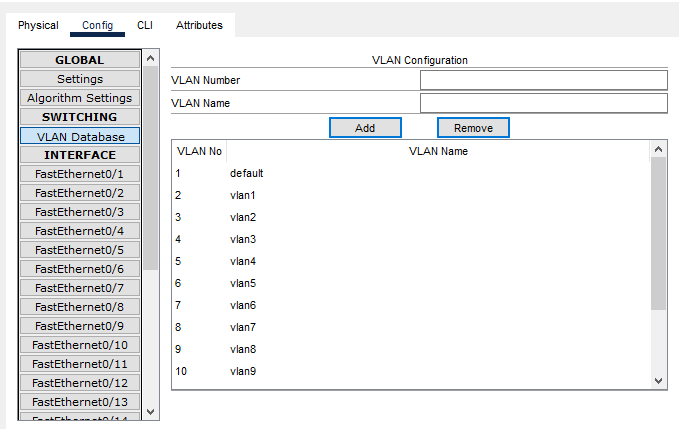 Physical Config CLI Attributes
GLOBAL
Settings
Algorithm Settings
SWITCHING
VLAN Database
INTERFACE
FastEthernet0/1
FastEthernet0/2
FastEthernet0/3
FastEthernet0/4
FastEthernet0/5
FastEthernet0/6
FastEthernet0/7
FastEthernet0/8
FastEthernet0/9
FastEthernet0/10
FastEthernet0/11
FastEthernet0/12
FastEthernet0/13
FastEthernet0/14
VLAN Configuration
VLAN Number
VLAN Name
Add Remove
VLAN No VLAN Name
1 default
2 vlan1
3 vlan2
4 vlan3
5 vlan4
6 vlan5
7 vlan6
8 vlan7
9 vlan8
10 vlan9